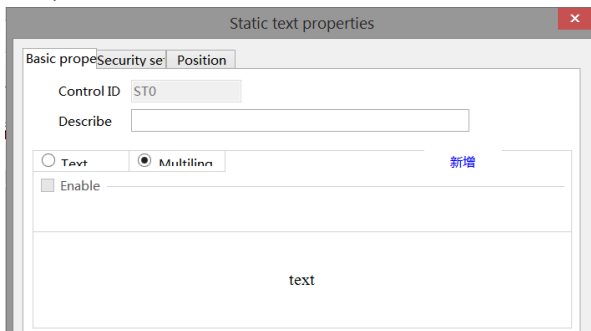 Static text properties
Basic prope Security se Position
Control ID ST0
Describe
Text Multiling 新增
Enable
text